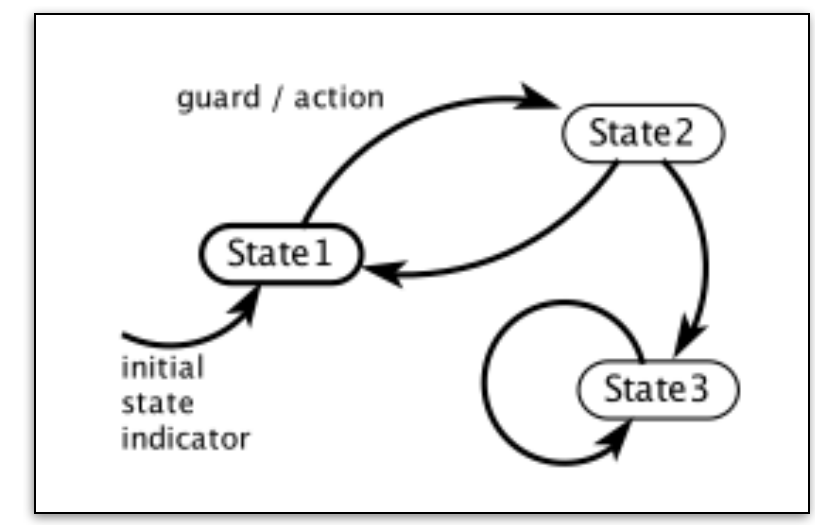 guard / action
State2
State1
initial
state
indicator
State3